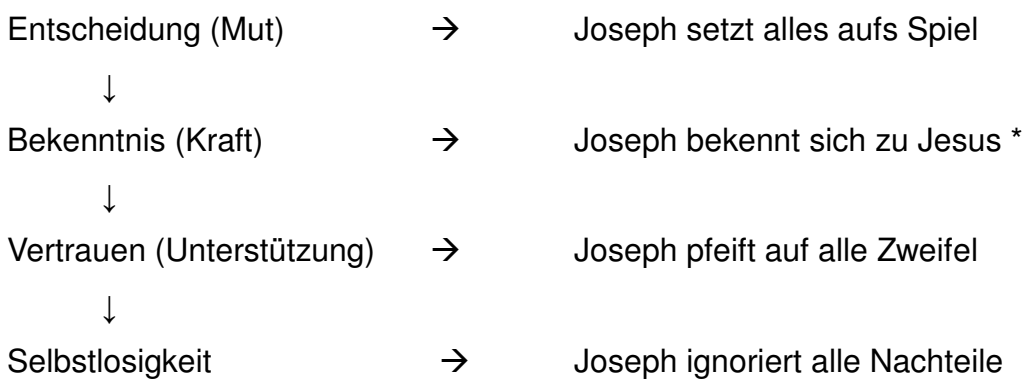 Entscheidung (Mut) → Joseph setzt alles aufs Spiel
↓
Bekenntnis (Kraft) → Joseph bekennt sich zu Jesus *
↓
Vertrauen (Unterstützung) → Joseph pfeift auf alle Zweifel
↓
Selbstlosigkeit → Joseph ignoriert alle Nachteile